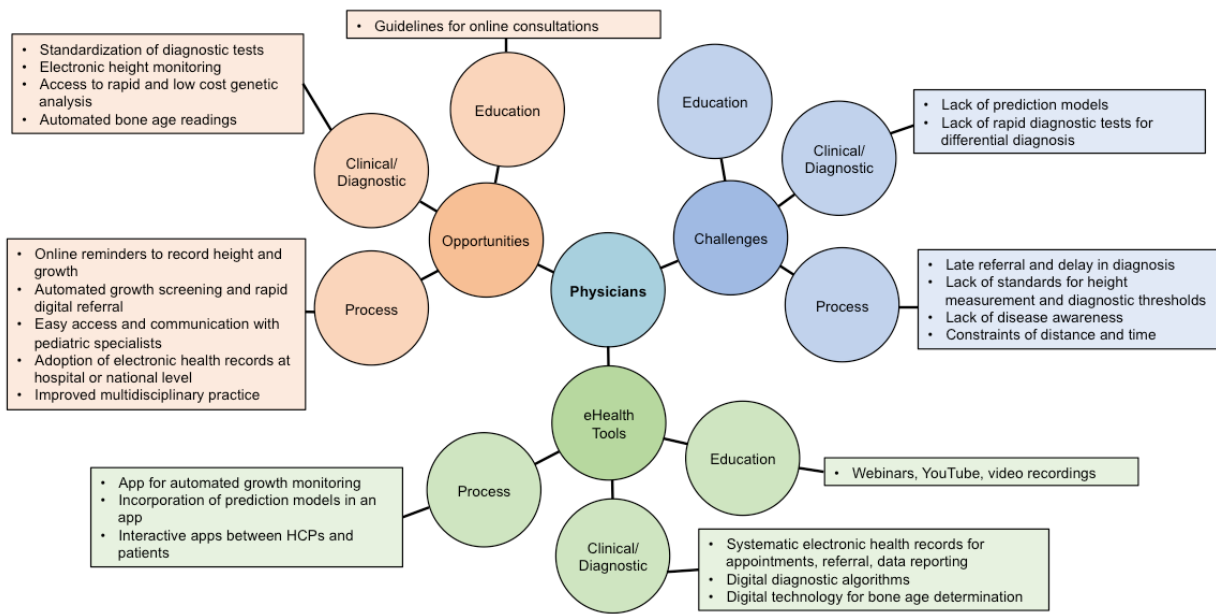 • Guidelines for online consultations
• Standardization of diagnostic tests
• Electronic height monitoring
• Access to rapid and low cost genetic
analysis
• Automated bone age readings
Education
Clinical/
Diagnostic
Opportunities
• Online reminders to record height and
growth
• Automated growth screening and rapid
digital referral
• Easy access and communication with
pediatric specialists
• Adoption of electronic health records at
hospital or national level
• Improved multidisciplinary practice
Process
Physicians
Education
Clinical/
Diagnostic
• Lack of prediction models
• Lack of rapid diagnostic tests for
differential diagnosis
Challenges
Process
• Late referral and delay in diagnosis
• Lack of standards for height
measurement and diagnostic thresholds
• Lack of disease awareness
• Constraints of distance and time
eHealth
Tools
Education
• Webinars, YouTube, video recordings
Process
• App for automated growth monitoring
• Incorporation of prediction models in an
app
• Interactive apps between HCPs and
patients
Clinical/
Diagnostic
• Systematic electronic health records for
appointments, referral, data reporting
• Digital diagnostic algorithms
• Digital technology for bone age determination